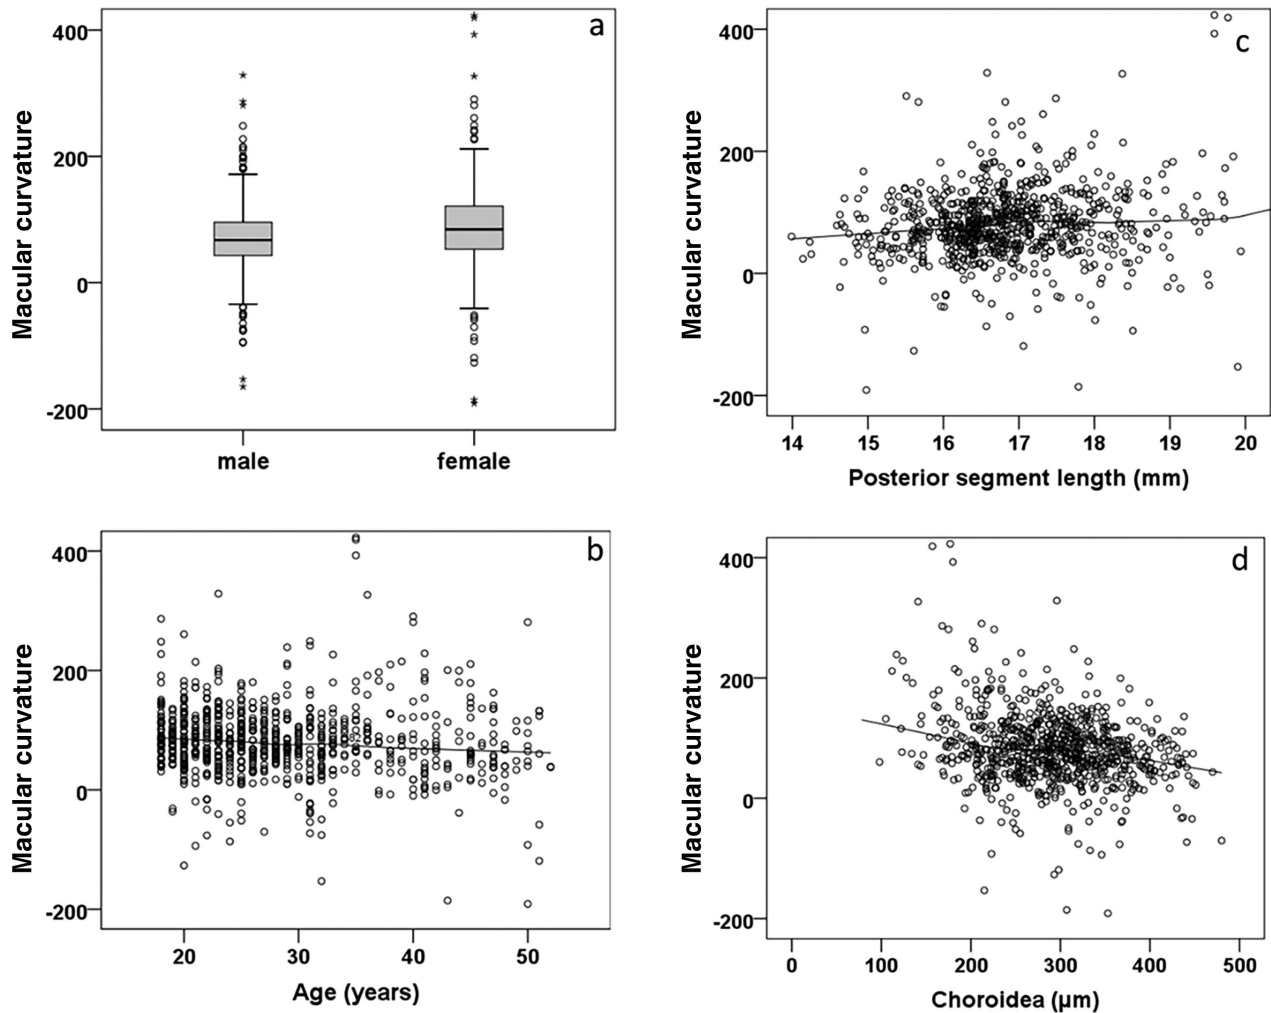 a
Macular curvature
400
200
0
-200
male
female
c
Macular curvature
400
200
0
-200
14 15 16 17 18 19 20
Posterior segment length (mm)
b
Macular curvature
400
200
0
-200
20 30 40 50
Age (years)
d
Macular curvature
400
200
0
-200
0 100 200 300 400 500
Choroidea (µm)